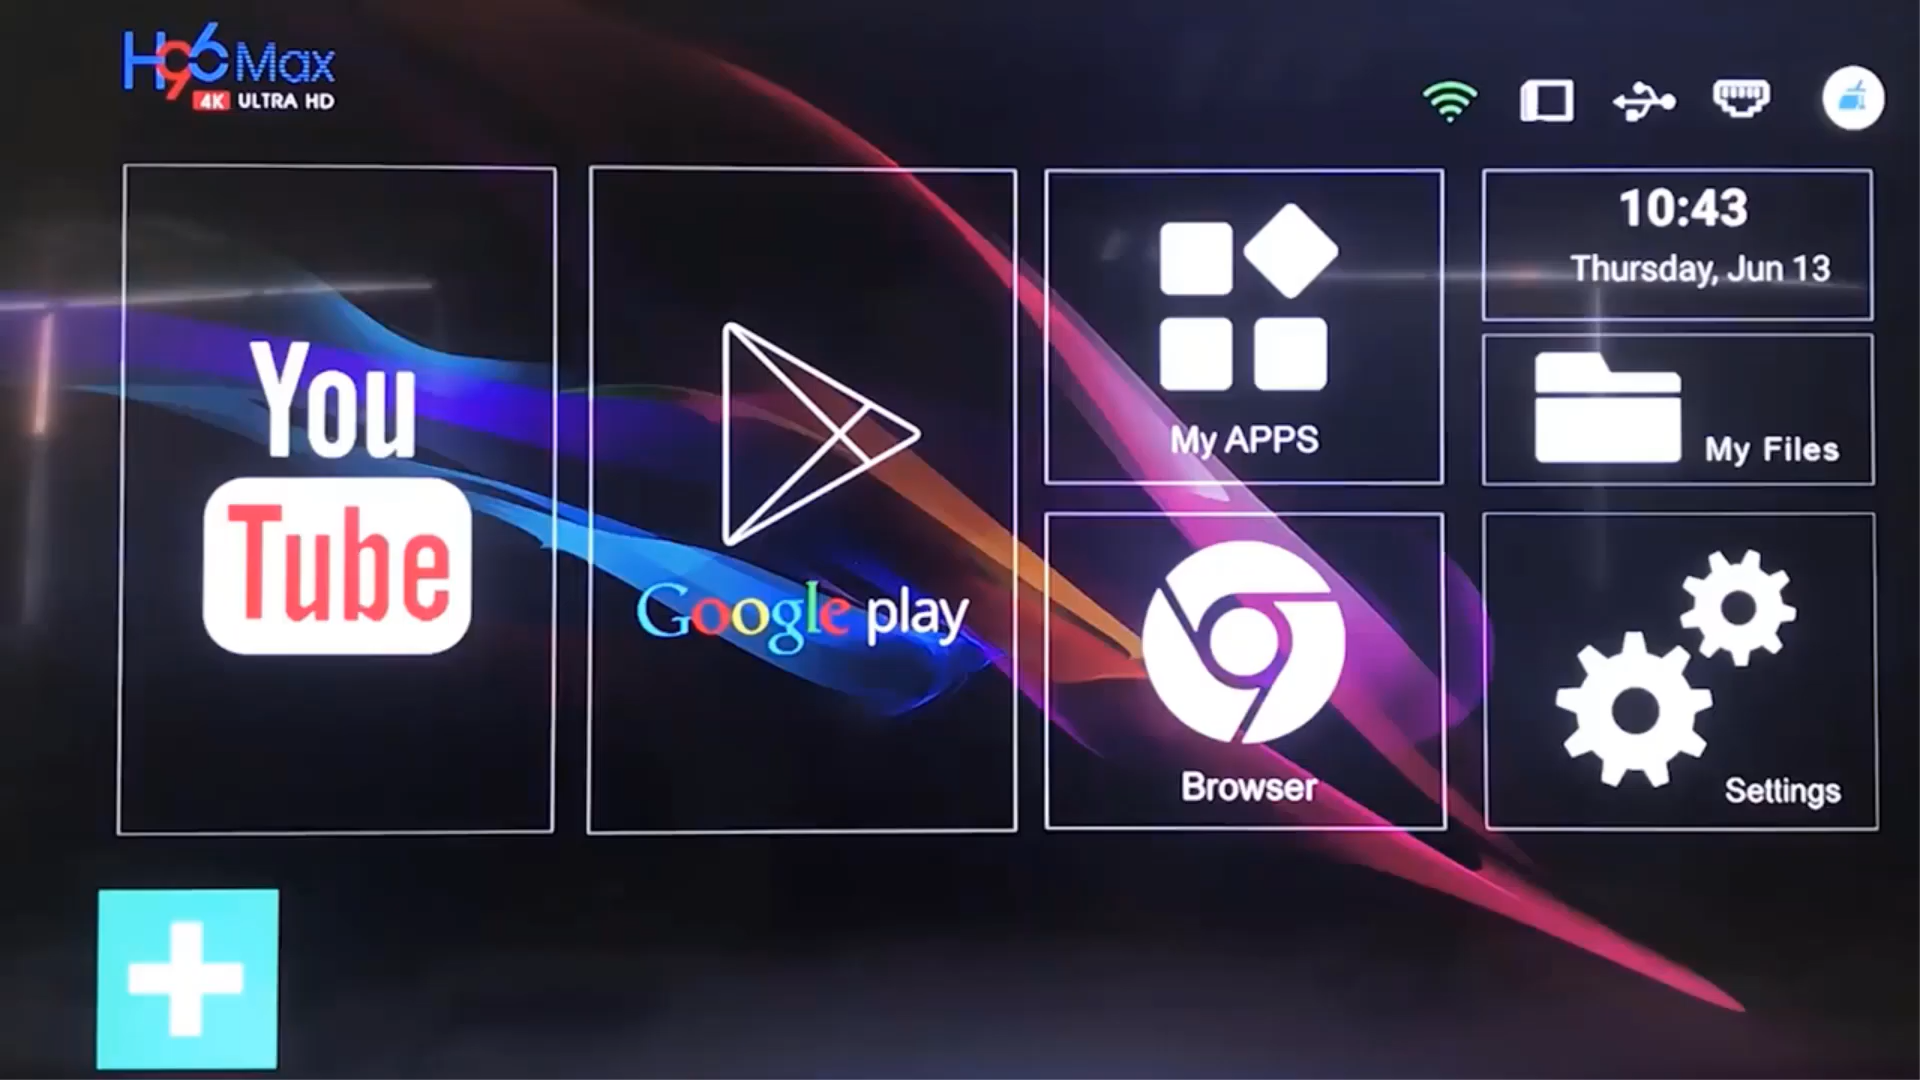 H96 Max
4K ULTRA HD
10:43
Thursday, Jun 13
You
Tube
Google play
My APPS
My Files
Browser
Settings